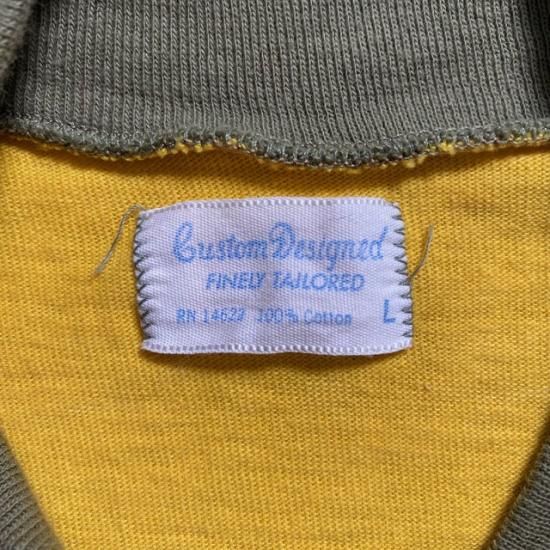 Custom Designed
FINELY TAILORED
RN 14627 100% Cotton L